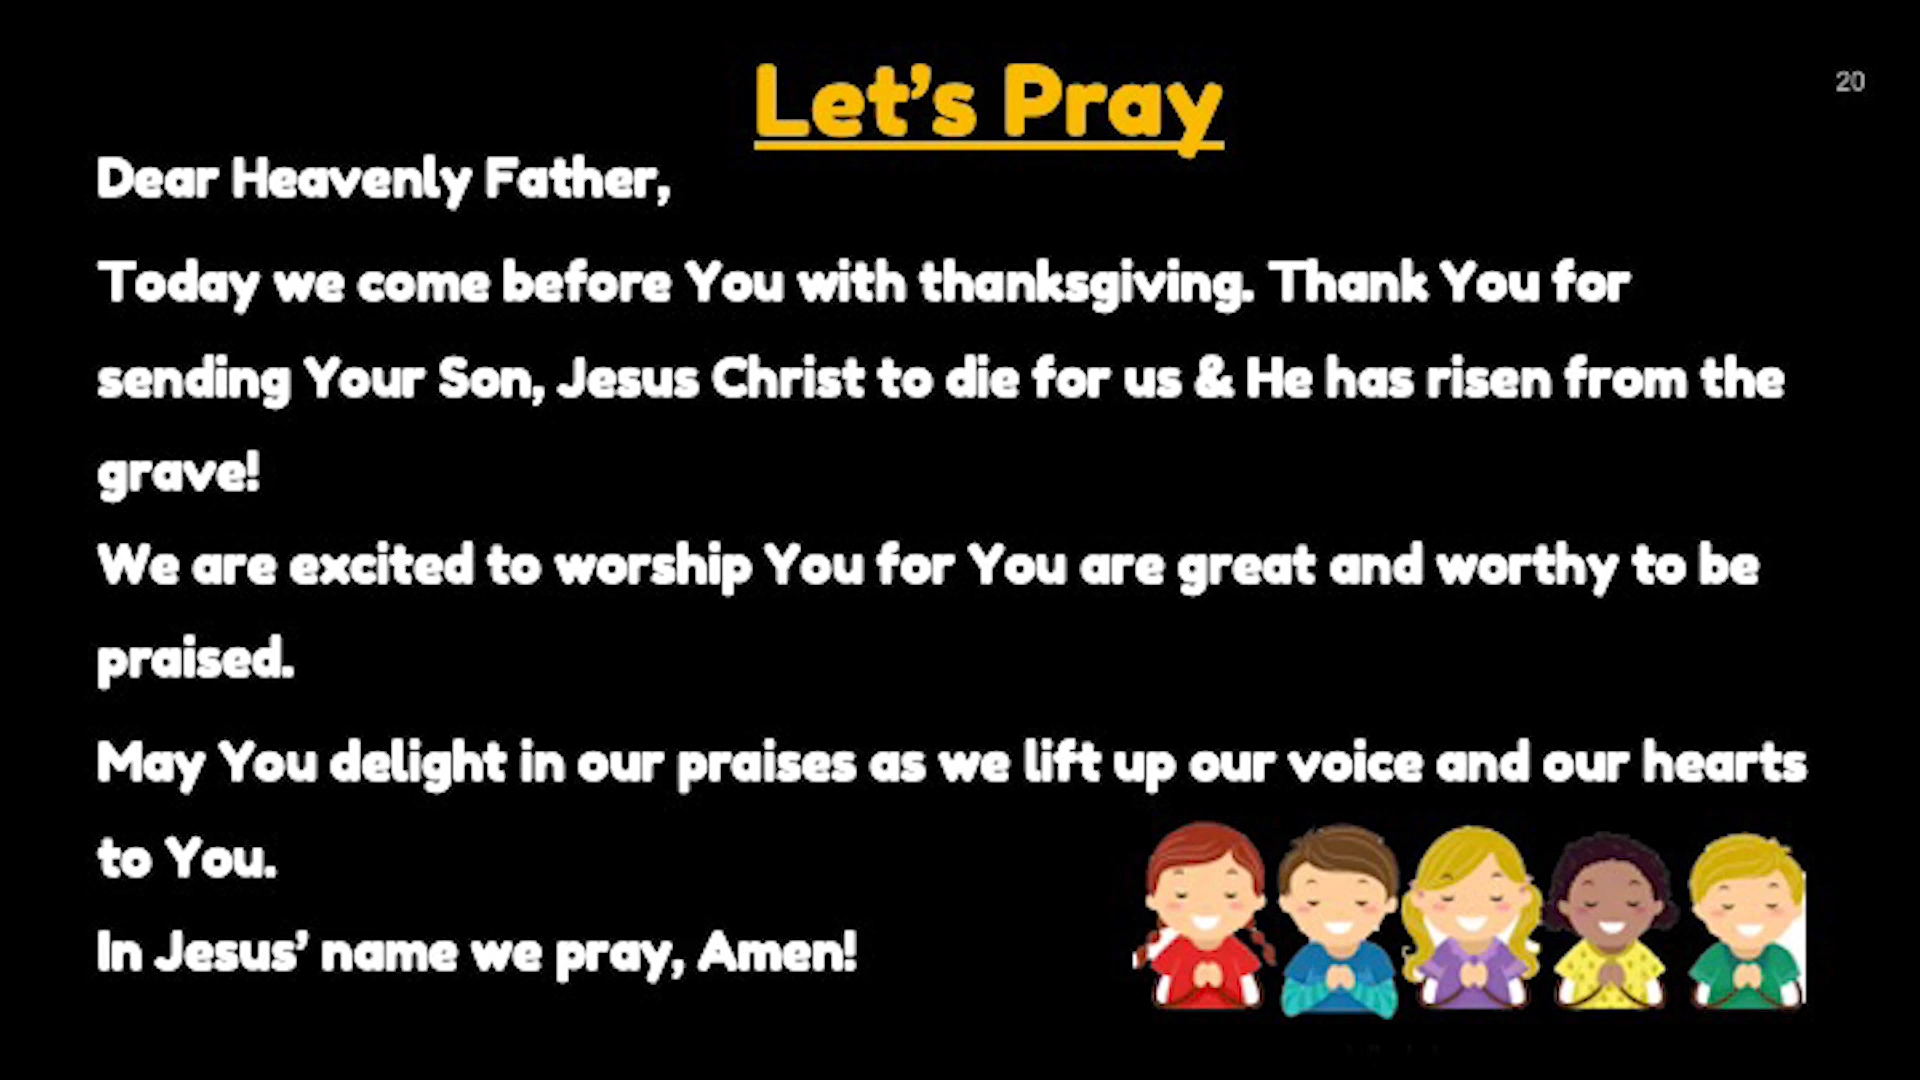 Let's Pray
20
Dear Heavenly Father,
Today we come before You with thanksgiving. Thank You for
sending Your Son, Jesus Christ to die for us & He has risen from the
grave!
We are excited to worship You for You are great and worthy to be
praised.
May You delight in our praises as we lift up our voice and our hearts
to You.
In Jesus' name we pray, Amen!